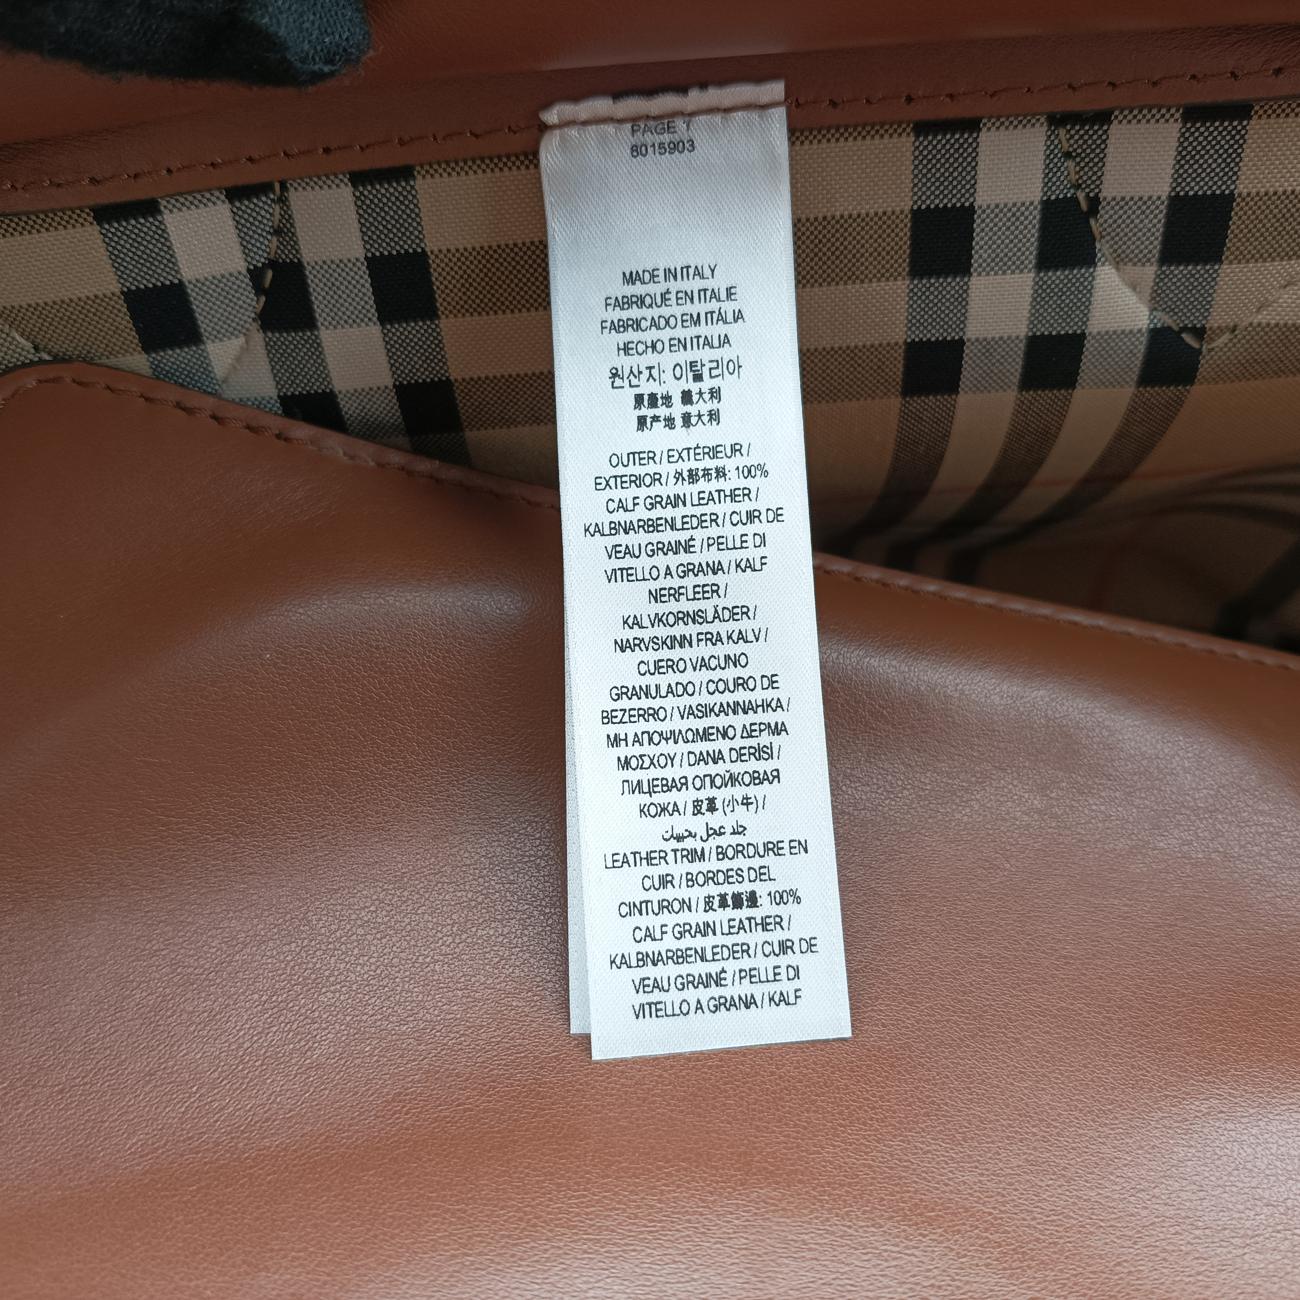 PAGE 1
8015903
MADE IN ITALY
FABRIQUÉ EN ITALIE
FABRICADO EM ITÁLIA
HECHO EN ITALIA
원산지: 이탈리아
原產地 義大利
原产地 意大利
OUTER / EXTÉRIEUR /
EXTERIOR / 外部布料: 100%
CALF GRAIN LEATHER /
KALBNARBENLEDER / CUIR DE
VEAU GRAINÉ / PELLE DI
VITELLO A GRANA / KALF
NERFLEER /
KALVKORNSLÄDER /
NARVSKINN FRA KALV /
CUERO VACUNO
GRANULADO / COURO DE
BEZERRO / VASIKANNAHKA /
ΜΗ ΑΠΟΨΙΛΩΜΕΝΟ ΔΕΡΜΑ
ΜΟΣΧΟΥ / DANA DERİSİ /
ЛИЦЕВАЯ ОПОЙКОВАЯ
КОЖА / 皮革 (小牛) /
جلد عجل بحبيبات
LEATHER TRIM / BORDURE EN
CUIR / BORDES DEL
CINTURON / 皮革飾邊: 100%
CALF GRAIN LEATHER /
KALBNARBENLEDER / CUIR DE
VEAU GRAINÉ / PELLE DI
VITELLO A GRANA / KALF